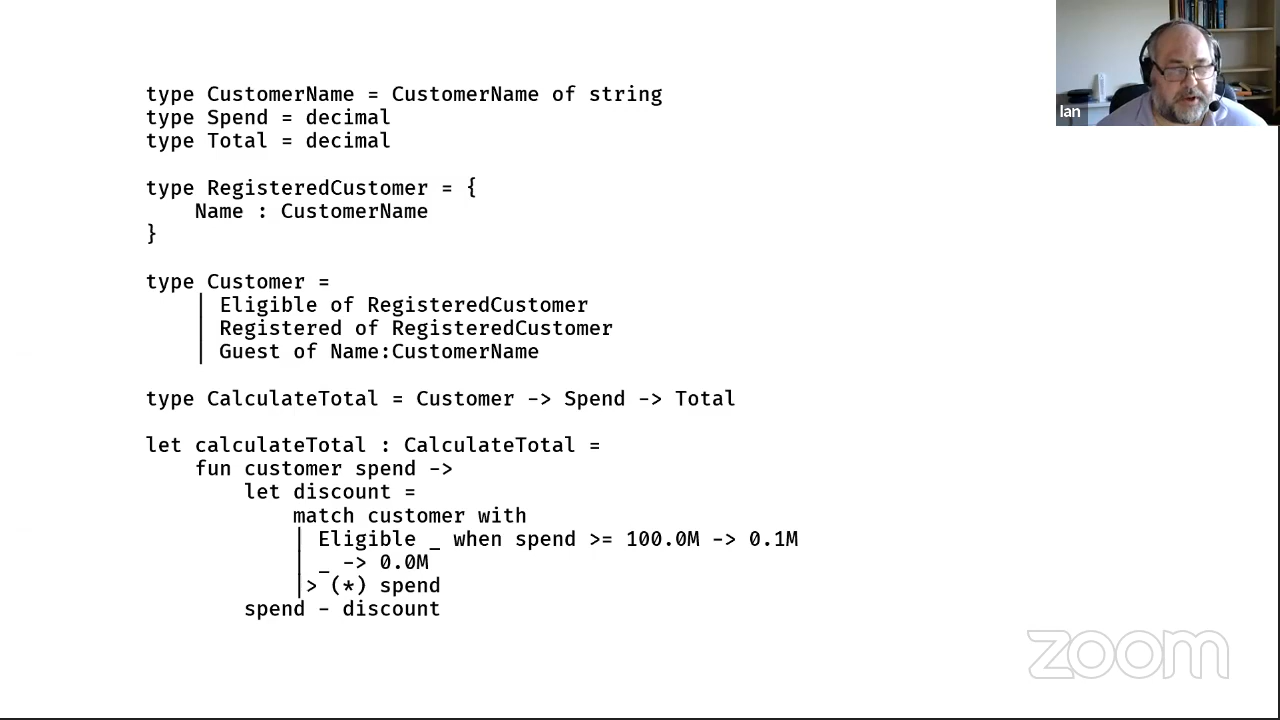 type CustomerName = CustomerName of string
type Spend = decimal
type Total = decimal
type RegisteredCustomer = {
    Name : CustomerName
}
type Customer =
    | Eligible of RegisteredCustomer
    | Registered of RegisteredCustomer
    | Guest of Name:CustomerName
type CalculateTotal = Customer -> Spend -> Total
let calculateTotal : CalculateTotal =
    fun customer spend ->
        let discount =
            match customer with
            | Eligible _ when spend >= 100.0M -> 0.1M
            | _ -> 0.0M
            |> (*) spend
        spend - discount
Ian
zoom